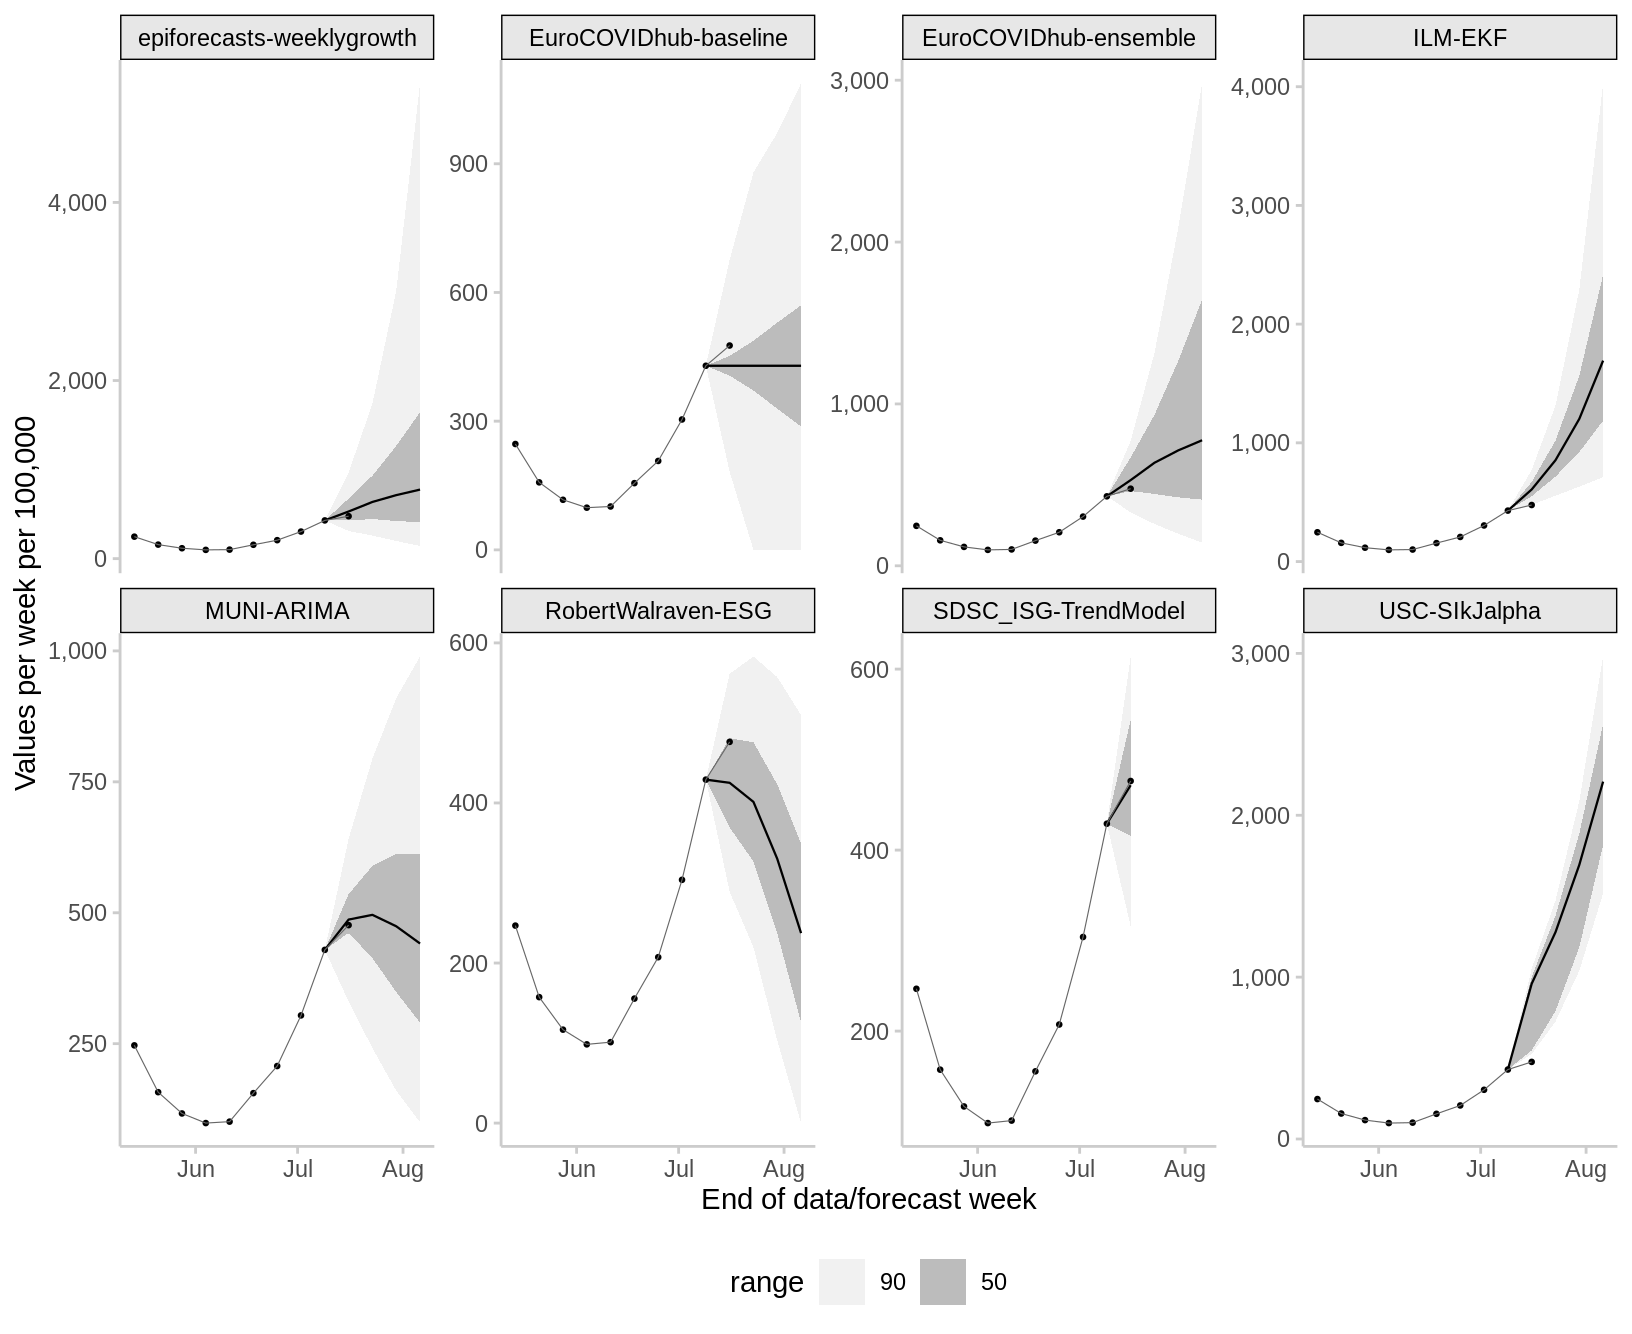 epiforecasts-weeklygrowth
EuroCOVIDhub-baseline
EuroCOVIDhub-ensemble
ILM-EKF
4,000
2,000
0
900
600
300
0
3,000
2,000
1,000
0
4,000
3,000
2,000
1,000
0
Values per week per 100,000
MUNI-ARIMA
RobertWalraven-ESG
SDSC_ISG-TrendModel
USC-SIkJalpha
1,000
750
500
250
600
400
200
0
600
400
200
3,000
2,000
1,000
0
Jun Jul Aug
Jun Jul Aug
Jun Jul Aug
Jun Jul Aug
End of data/forecast week
range 90 50